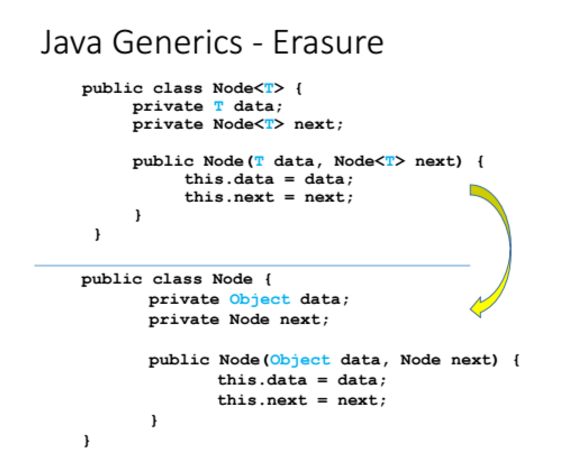 Java Generics - Erasure
public class Node<T> {
private T data;
private Node<T> next;
public Node(T data, Node<T> next) {
this.data = data;
this.next = next;
}
}
public class Node {
private Object data;
private Node next;
public Node(Object data, Node next) {
this.data = data;
this.next = next;
}
}